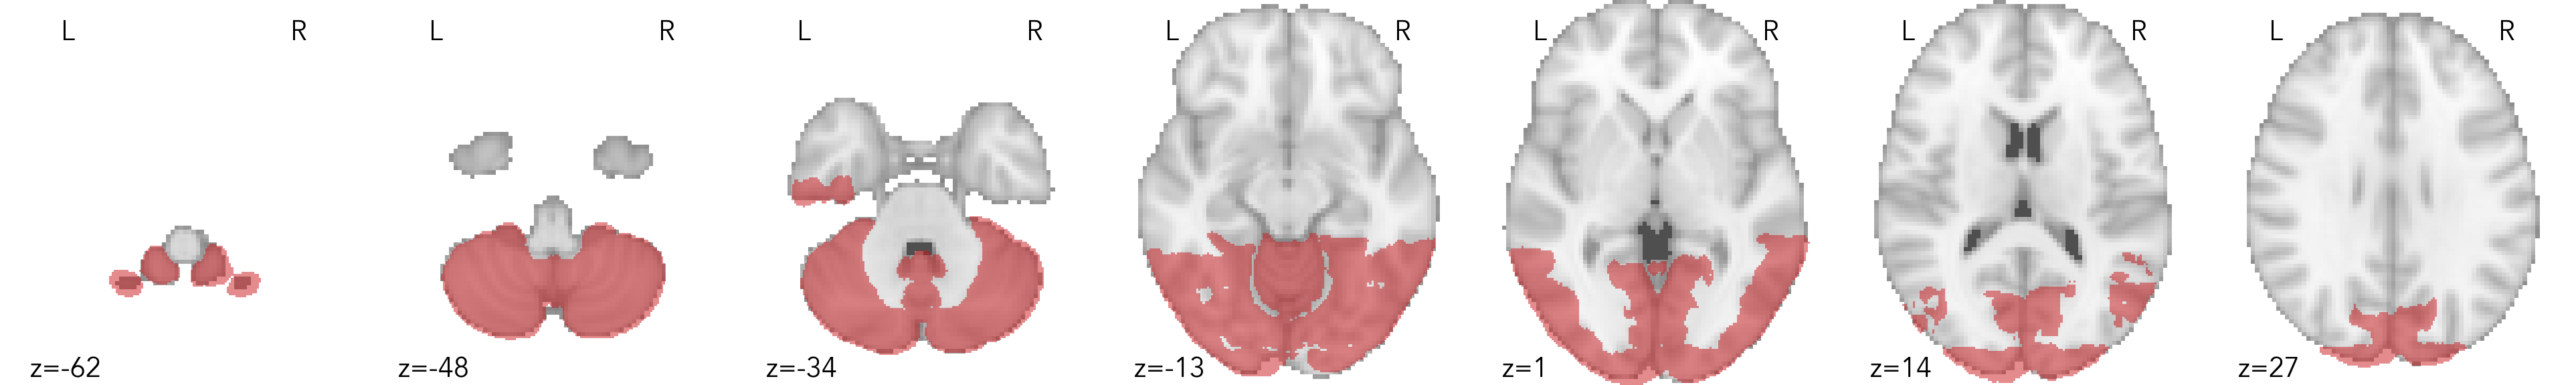 L R L R L R L R L R L R L R
z=-62 z=-48 z=-34 z=-13 z=1 z=14 z=27